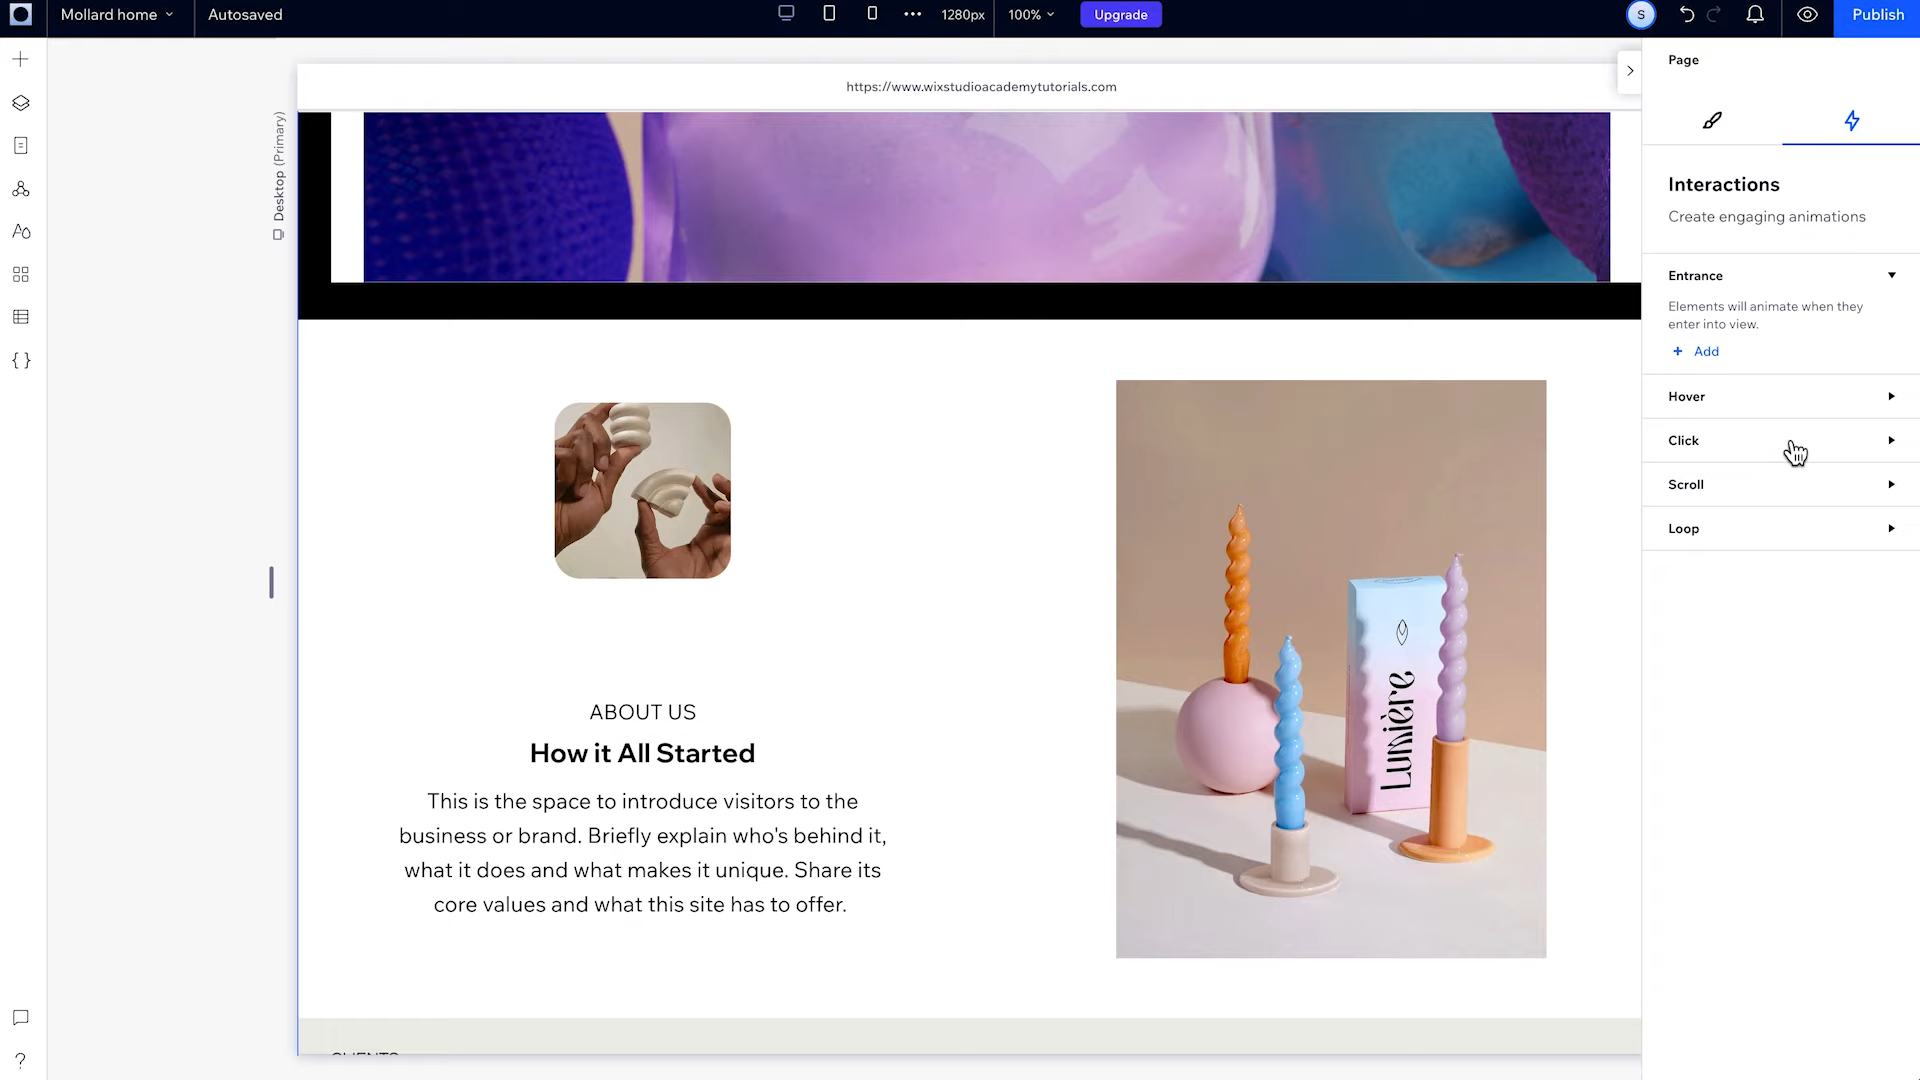 Mollard home
Autosaved
1280px
100%
Upgrade
S
Publish
Page
https://www.wixstudioacademytutorials.com
Desktop (Primary)
Interactions
Create engaging animations
Entrance
Elements will animate when they
enter into view.
+ Add
Hover
Click
Scroll
Loop
Lumière
ABOUT US
How it All Started
This is the space to introduce visitors to the
business or brand. Briefly explain who's behind it,
what it does and what makes it unique. Share its
core values and what this site has to offer.
CLIENTS